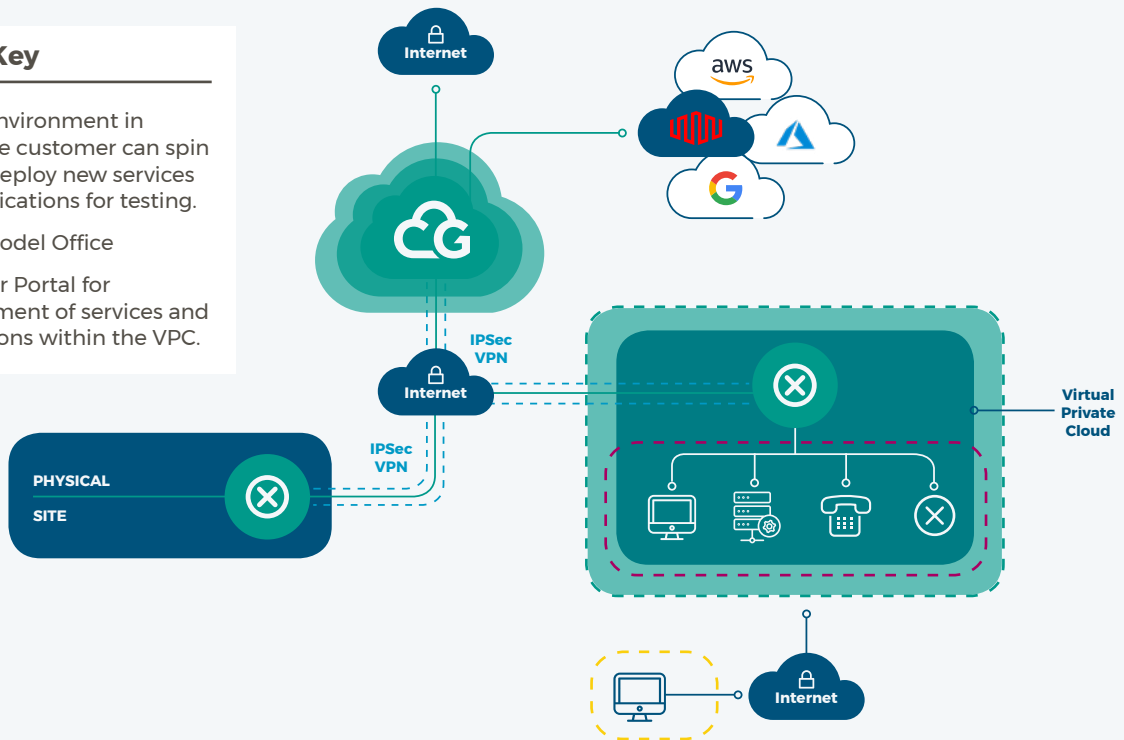 Key
nvironment in
e customer can spin
eploy new services
ications for testing.
odel Office
r Portal for
ment of services and
ons within the VPC.
Internet
aws
G
CG
IPSec
VPN
Internet
IPSec
VPN
PHYSICAL
SITE
Virtual
Private
Cloud
Internet